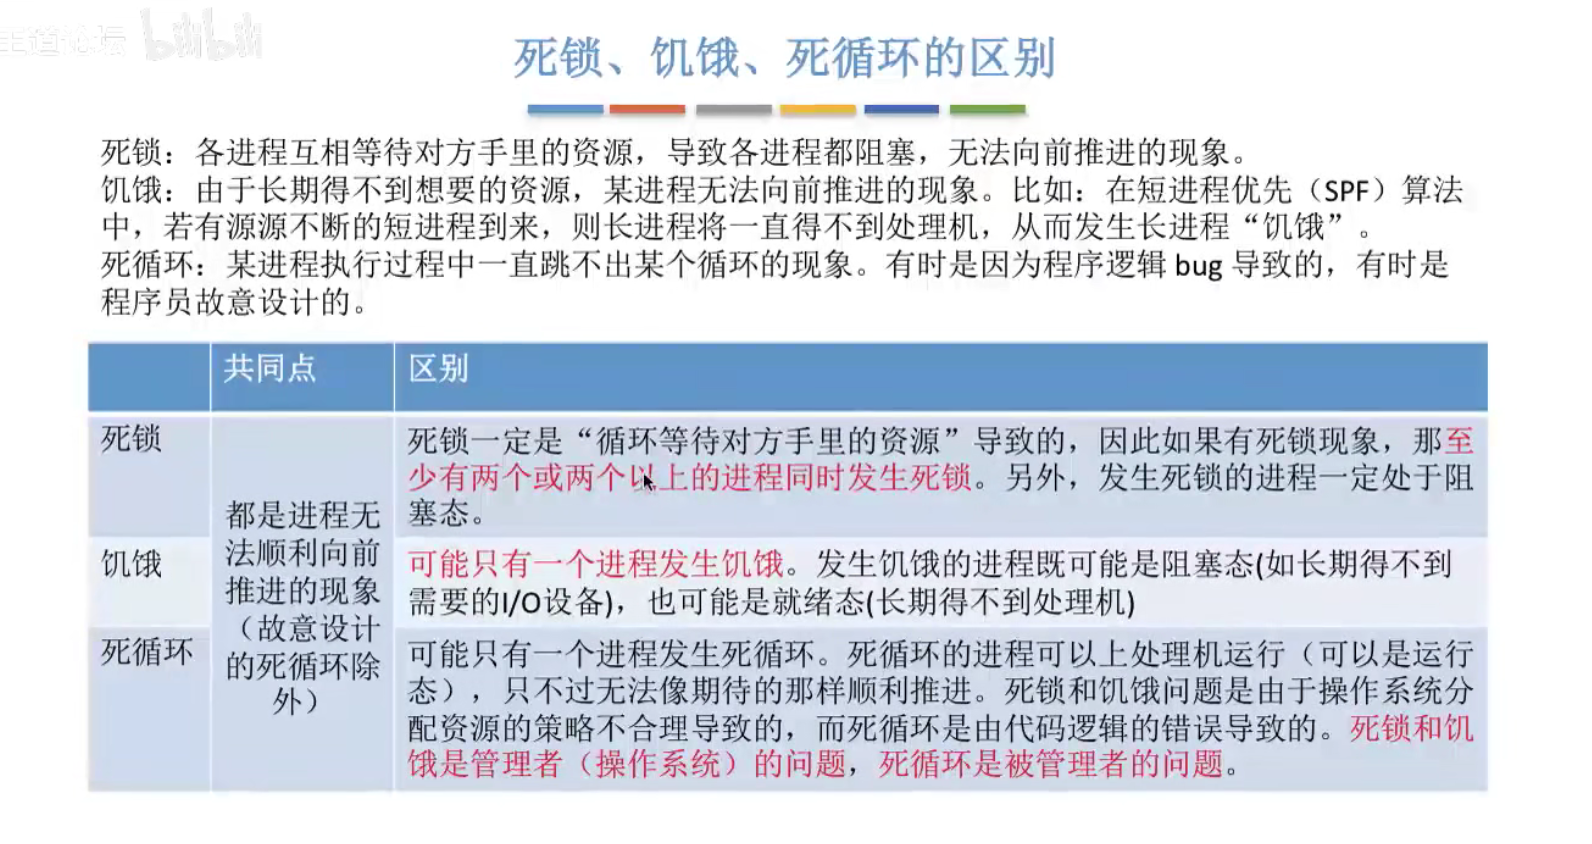 王道论坛 bilibili
死锁、饥饿、死循环的区别
死锁：各进程互相等待对方手里的资源，导致各进程都阻塞，无法向前推进的现象。
饥饿：由于长期得不到想要的资源，某进程无法向前推进的现象。比如：在短进程优先（SPF）算法
中，若有源源不断的短进程到来，则长进程将一直得不到处理机，从而发生长进程“饥饿”。
死循环：某进程执行过程中一直跳不出某个循环的现象。有时是因为程序逻辑 bug 导致的，有时是
程序员故意设计的。
共同点
区别
死锁
死锁一定是“循环等待对方手里的资源”导致的，因此如果有死锁现象，那至
少有两个或两个以上的进程同时发生死锁。另外，发生死锁的进程一定处于阻
塞态。
都是进程无
法顺利向前
推进的现象
（故意设计
的死循环除
外）
饥饿
可能只有一个进程发生饥饿。发生饥饿的进程既可能是阻塞态(如长期得不到
需要的I/O设备)，也可能是就绪态(长期得不到处理机)
死循环
可能只有一个进程发生死循环。死循环的进程可以上处理机运行（可以是运行
态），只不过无法像期待的那样顺利推进。死锁和饥饿问题是由于操作系统分
配资源的策略不合理导致的，而死循环是由代码逻辑的错误导致的。死锁和饥
饿是管理者（操作系统）的问题，死循环是被管理者的问题。